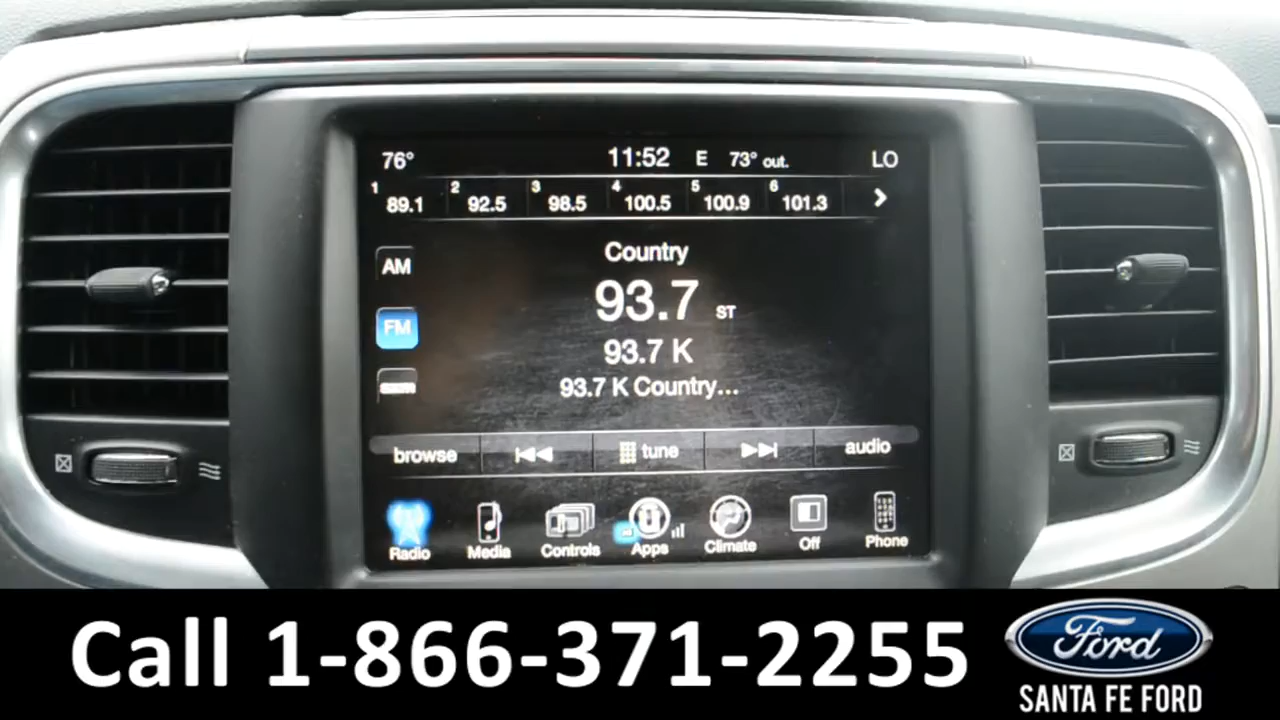 76° 11:52 E 73° out. LO
1 89.1 2 92.5 3 98.5 4 100.5 5 100.9 6 101.3
AM
Country
93.7 ST
FM
93.7 K
93.7 K Country...
browse tune audio
Radio Media Controls Apps Climate Off Phone
Call 1-866-371-2255
Ford
SANTA FE FORD